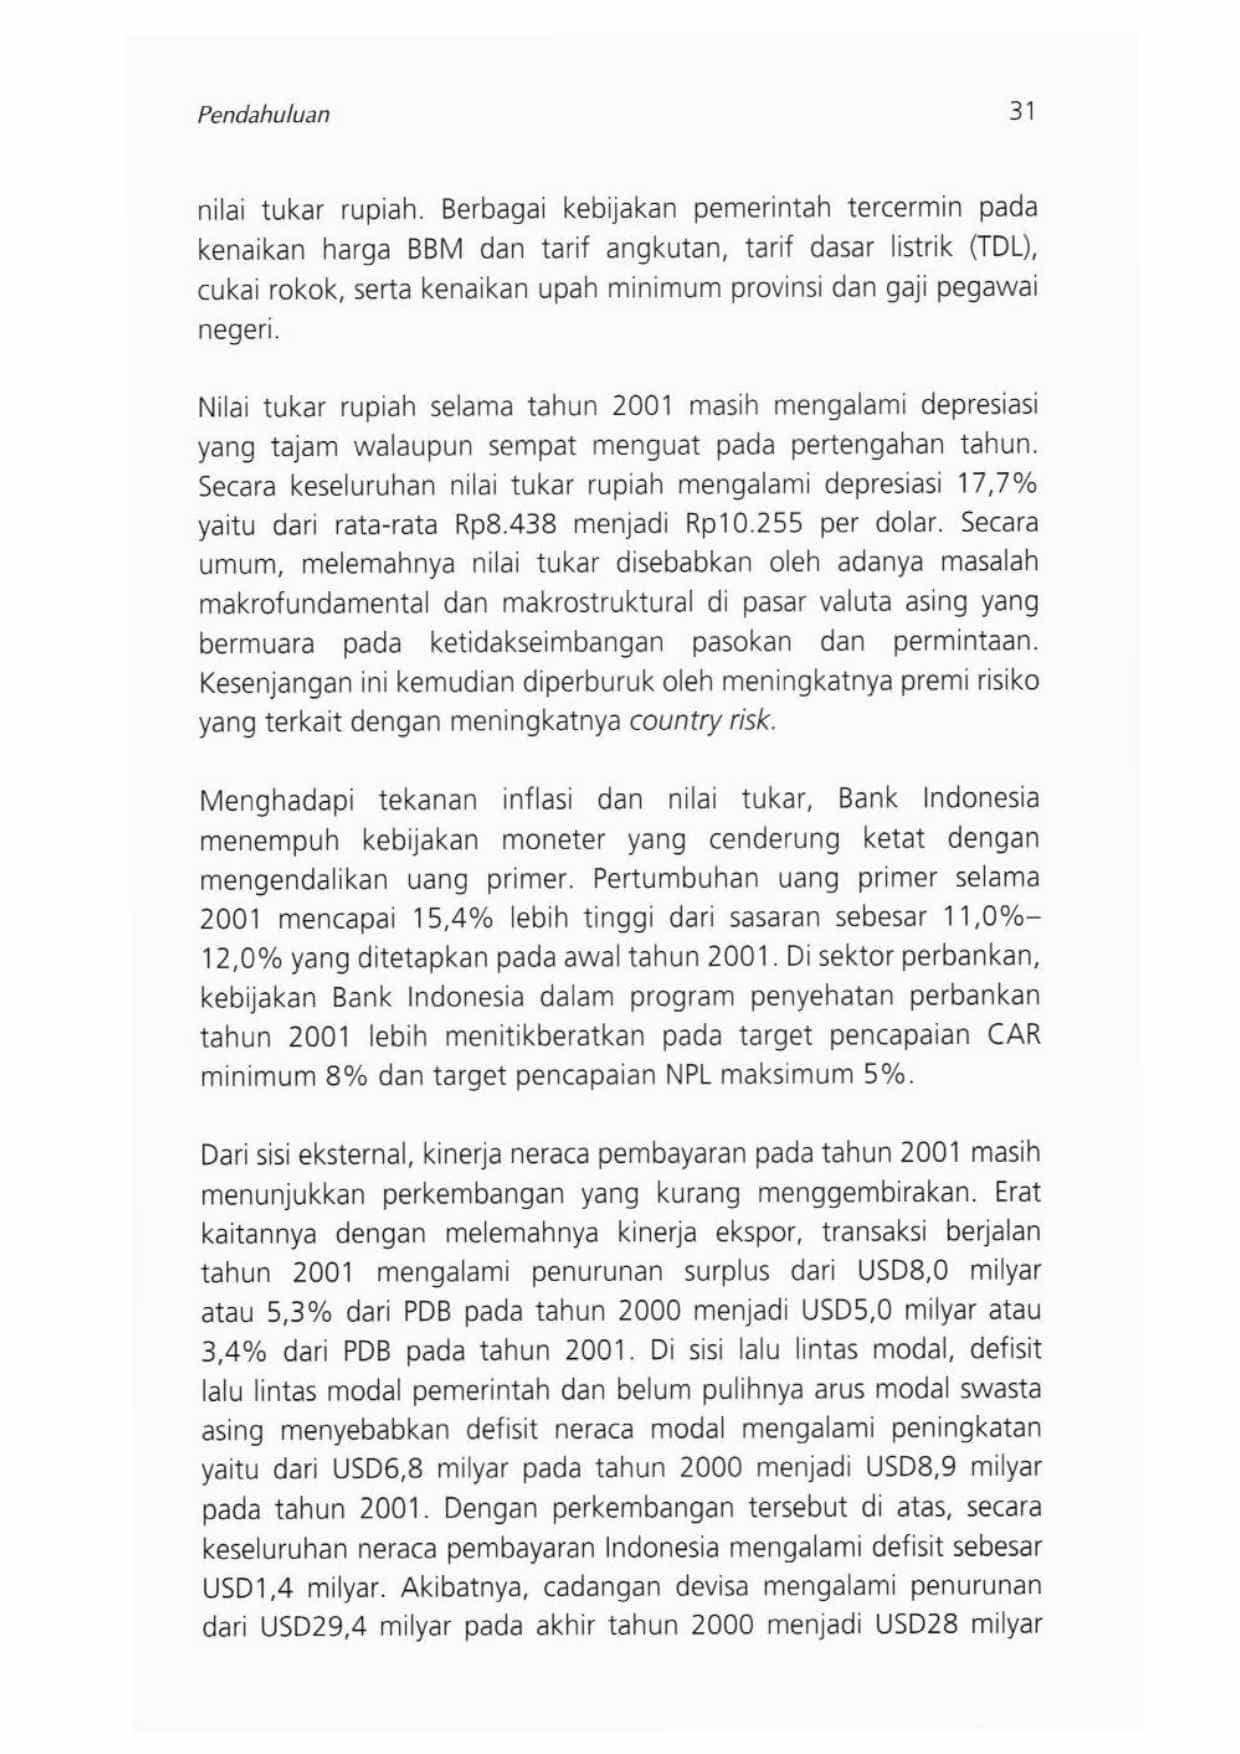 Pendahuluan 31
nilai tukar rupiah. Berbagai kebijakan pemerintah tercermin pada
kenaikan harga BBM dan tarif angkutan, tarif dasar listrik (TDL),
cukai rokok, serta kenaikan upah minimum provinsi dan gaji pegawai
negeri.
Nilai tukar rupiah selama tahun 2001 masih mengalami depresiasi
yang tajam walaupun sempat menguat pada pertengahan tahun.
Secara keseluruhan nilai tukar rupiah mengalami depresiasi 17,7%
yaitu dari rata-rata Rp8.438 menjadi Rp10.255 per dolar. Secara
umum, melemahnya nilai tukar disebabkan oleh adanya masalah
makrofundamental dan makrostruktural di pasar valuta asing yang
bermuara pada ketidakseimbangan pasokan dan permintaan.
Kesenjangan ini kemudian diperburuk oleh meningkatnya premi risiko
yang terkait dengan meningkatnya country risk.
Menghadapi tekanan inflasi dan nilai tukar, Bank Indonesia
menempuh kebijakan moneter yang cenderung ketat dengan
mengendalikan uang primer. Pertumbuhan uang primer selama
2001 mencapai 15,4% lebih tinggi dari sasaran sebesar 11,0%–
12,0% yang ditetapkan pada awal tahun 2001. Di sektor perbankan,
kebijakan Bank Indonesia dalam program penyehatan perbankan
tahun 2001 lebih menitikberatkan pada target pencapaian CAR
minimum 8% dan target pencapaian NPL maksimum 5%.
Dari sisi eksternal, kinerja neraca pembayaran pada tahun 2001 masih
menunjukkan perkembangan yang kurang menggembirakan. Erat
kaitannya dengan melemahnya kinerja ekspor, transaksi berjalan
tahun 2001 mengalami penurunan surplus dari USD8,0 milyar
atau 5,3% dari PDB pada tahun 2000 menjadi USD5,0 milyar atau
3,4% dari PDB pada tahun 2001. Di sisi lalu lintas modal, defisit
lalu lintas modal pemerintah dan belum pulihnya arus modal swasta
asing menyebabkan defisit neraca modal mengalami peningkatan
yaitu dari USD6,8 milyar pada tahun 2000 menjadi USD8,9 milyar
pada tahun 2001. Dengan perkembangan tersebut di atas, secara
keseluruhan neraca pembayaran Indonesia mengalami defisit sebesar
USD1,4 milyar. Akibatnya, cadangan devisa mengalami penurunan
dari USD29,4 milyar pada akhir tahun 2000 menjadi USD28 milyar